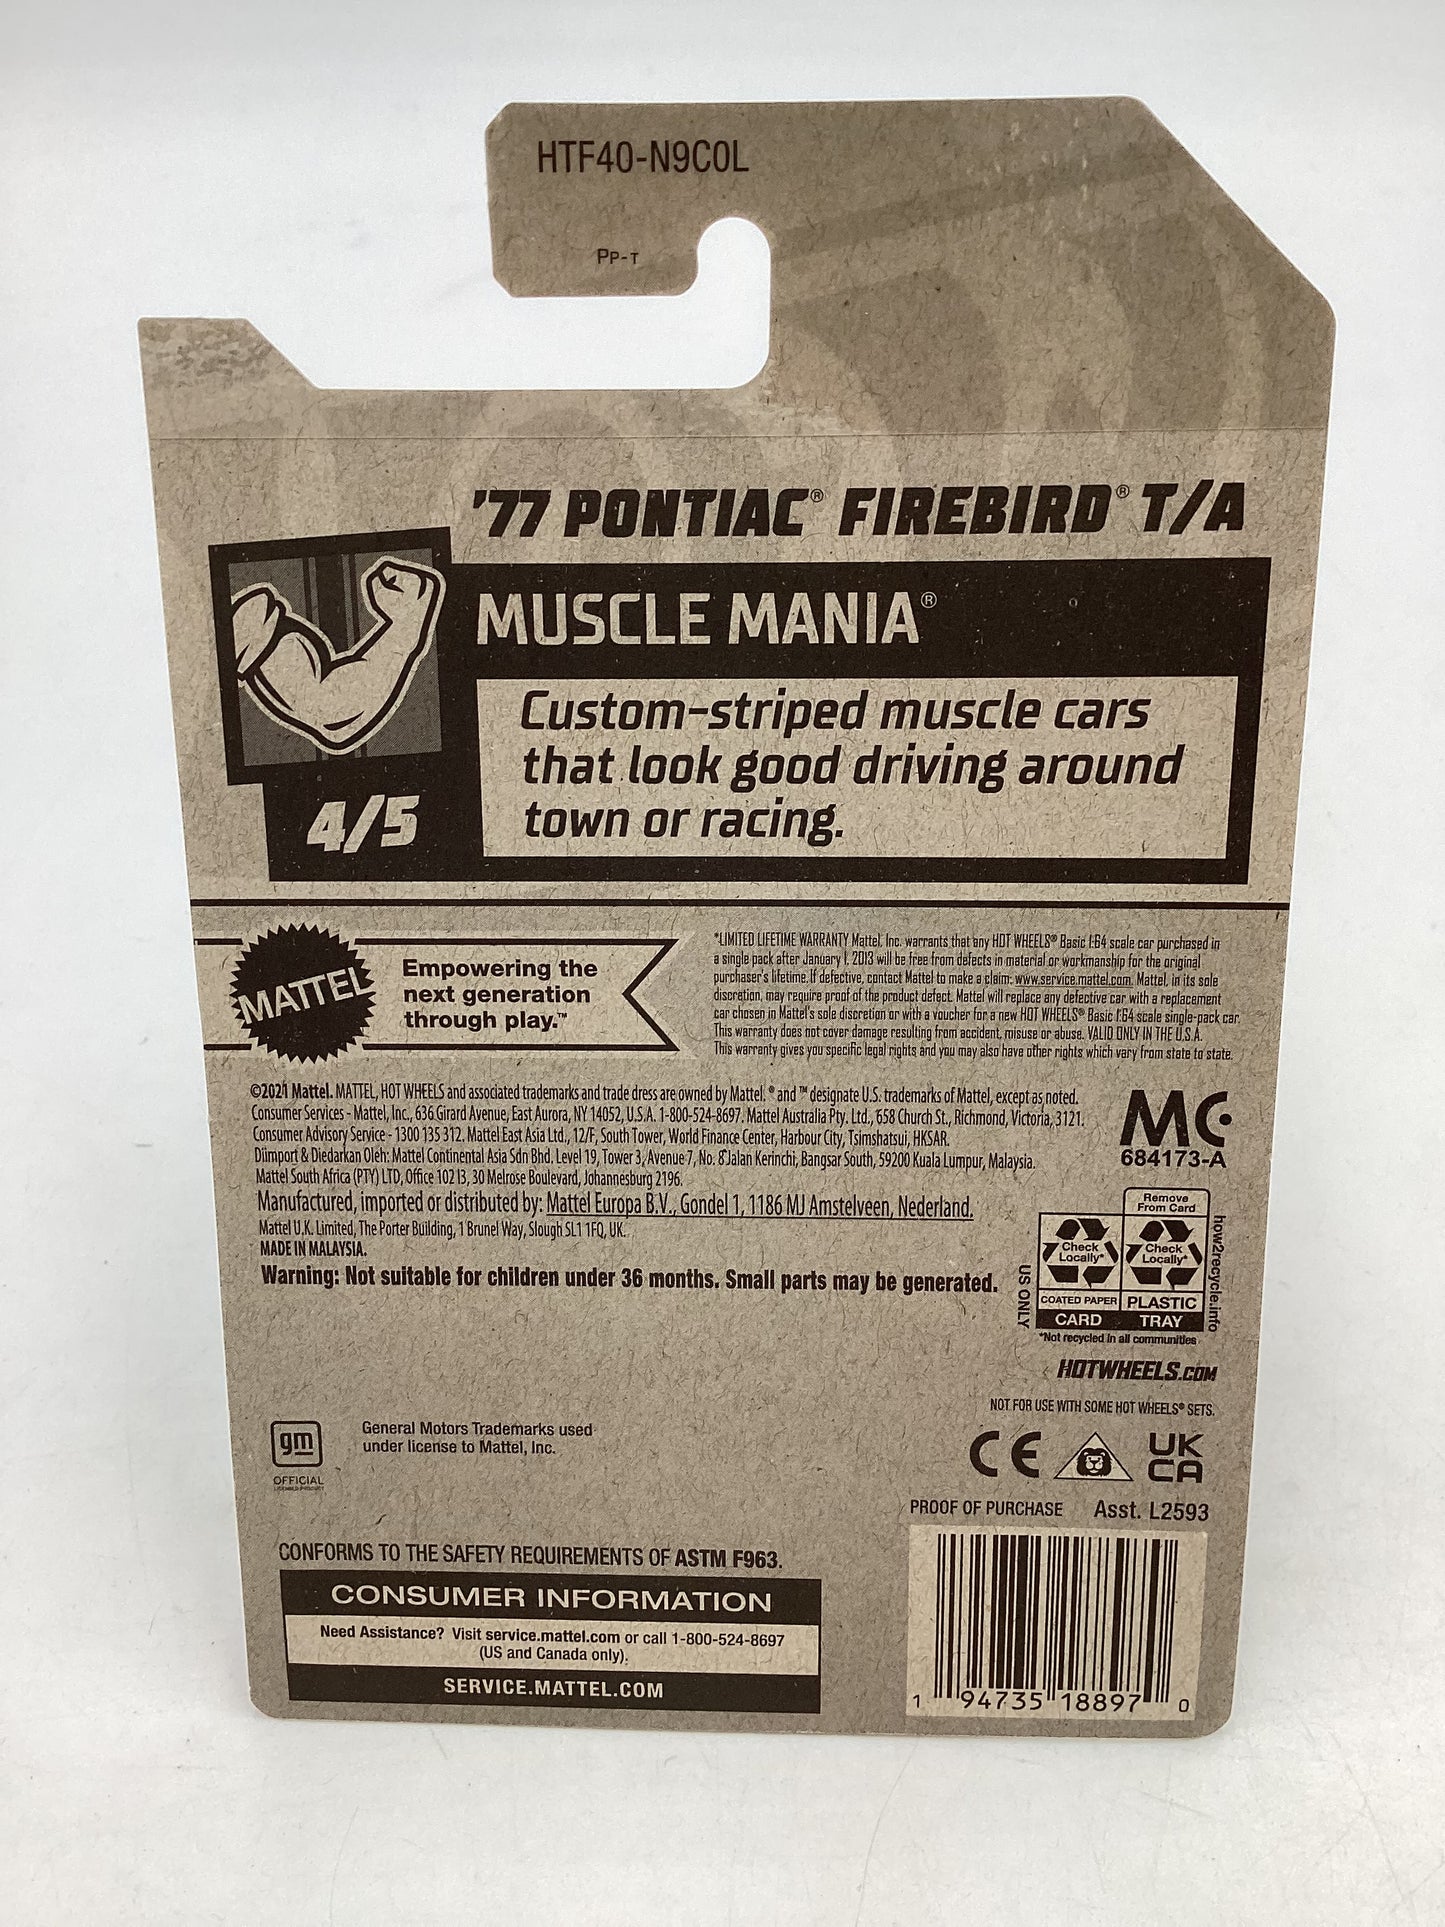 HTF40-N9C0L
PP-T
'77 PONTIAC® FIREBIRD® T/A
MUSCLE MANIA®
Custom-striped muscle cars
that look good driving around
town or racing.
4/5
MATTEL
Empowering the
next generation
through play.™
*LIMITED LIFETIME WARRANTY Mattel, Inc. warrants that any HOT WHEELS® Basic 1:64 scale car purchased in
a single pack after January 1, 2013 will be free from defects in material or workmanship for the original
purchaser's lifetime. If defective, contact Mattel to make a claim: www.service.mattel.com. Mattel, in its sole
discretion, may require proof of the product defect. Mattel will replace any defective car with a replacement
car chosen in Mattel's sole discretion or with a voucher for a new HOT WHEELS® Basic 1:64 scale single-pack car.
This warranty does not cover damage resulting from accident, misuse or abuse. VALID ONLY IN THE U.S.A.
This warranty gives you specific legal rights and you may also have other rights which vary from state to state.
©2021 Mattel. MATTEL, HOT WHEELS and associated trademarks and trade dress are owned by Mattel. ® and ™ designate U.S. trademarks of Mattel, except as noted.
Consumer Services - Mattel, Inc., 636 Girard Avenue, East Aurora, NY 14052, U.S.A. 1-800-524-8697. Mattel Australia Pty. Ltd., 658 Church St., Richmond, Victoria, 3121.
Consumer Advisory Service - 1300 135 312. Mattel East Asia Ltd., 12/F, South Tower, World Finance Center, Harbour City, Tsimshatsui, HKSAR.
Diimport & Diedarkan Oleh: Mattel Continental Asia Sdn Bhd. Level 19, Tower 3, Avenue 7, No. 8 Jalan Kerinchi, Bangsar South, 59200 Kuala Lumpur, Malaysia.
Mattel South Africa (PTY) LTD, Office 102 I3, 30 Melrose Boulevard, Johannesburg 2196.
Manufactured, imported or distributed by: Mattel Europa B.V., Gondel 1, 1186 MJ Amstelveen, Nederland.
Mattel U.K. Limited, The Porter Building, 1 Brunel Way, Slough SL1 1FQ, UK.
MADE IN MALAYSIA.
Warning: Not suitable for children under 36 months. Small parts may be generated.
MC
684173-A
Remove
From Card
Check
Locally*
Check
Locally*
COATED PAPER
PLASTIC
CARD
TRAY
US ONLY
how2recycle.info
*Not recycled in all communities
HOTWHEELS.COM
NOT FOR USE WITH SOME HOT WHEELS® SETS.
gm
OFFICIAL
LICENSED PRODUCT
General Motors Trademarks used
under license to Mattel, Inc.
CE
UK
CA
PROOF OF PURCHASE Asst. L2593
CONFORMS TO THE SAFETY REQUIREMENTS OF ASTM F963.
CONSUMER INFORMATION
Need Assistance? Visit service.mattel.com or call 1-800-524-8697
(US and Canada only).
SERVICE.MATTEL.COM
1 94735 18897 0